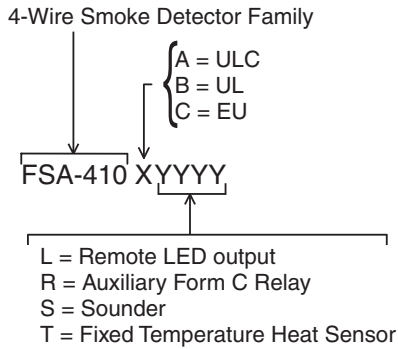 4-Wire Smoke Detector Family
A = ULC
B = UL
C = EU
FSA-410 XYYYY
L = Remote LED output
R = Auxiliary Form C Relay
S = Sounder
T = Fixed Temperature Heat Sensor